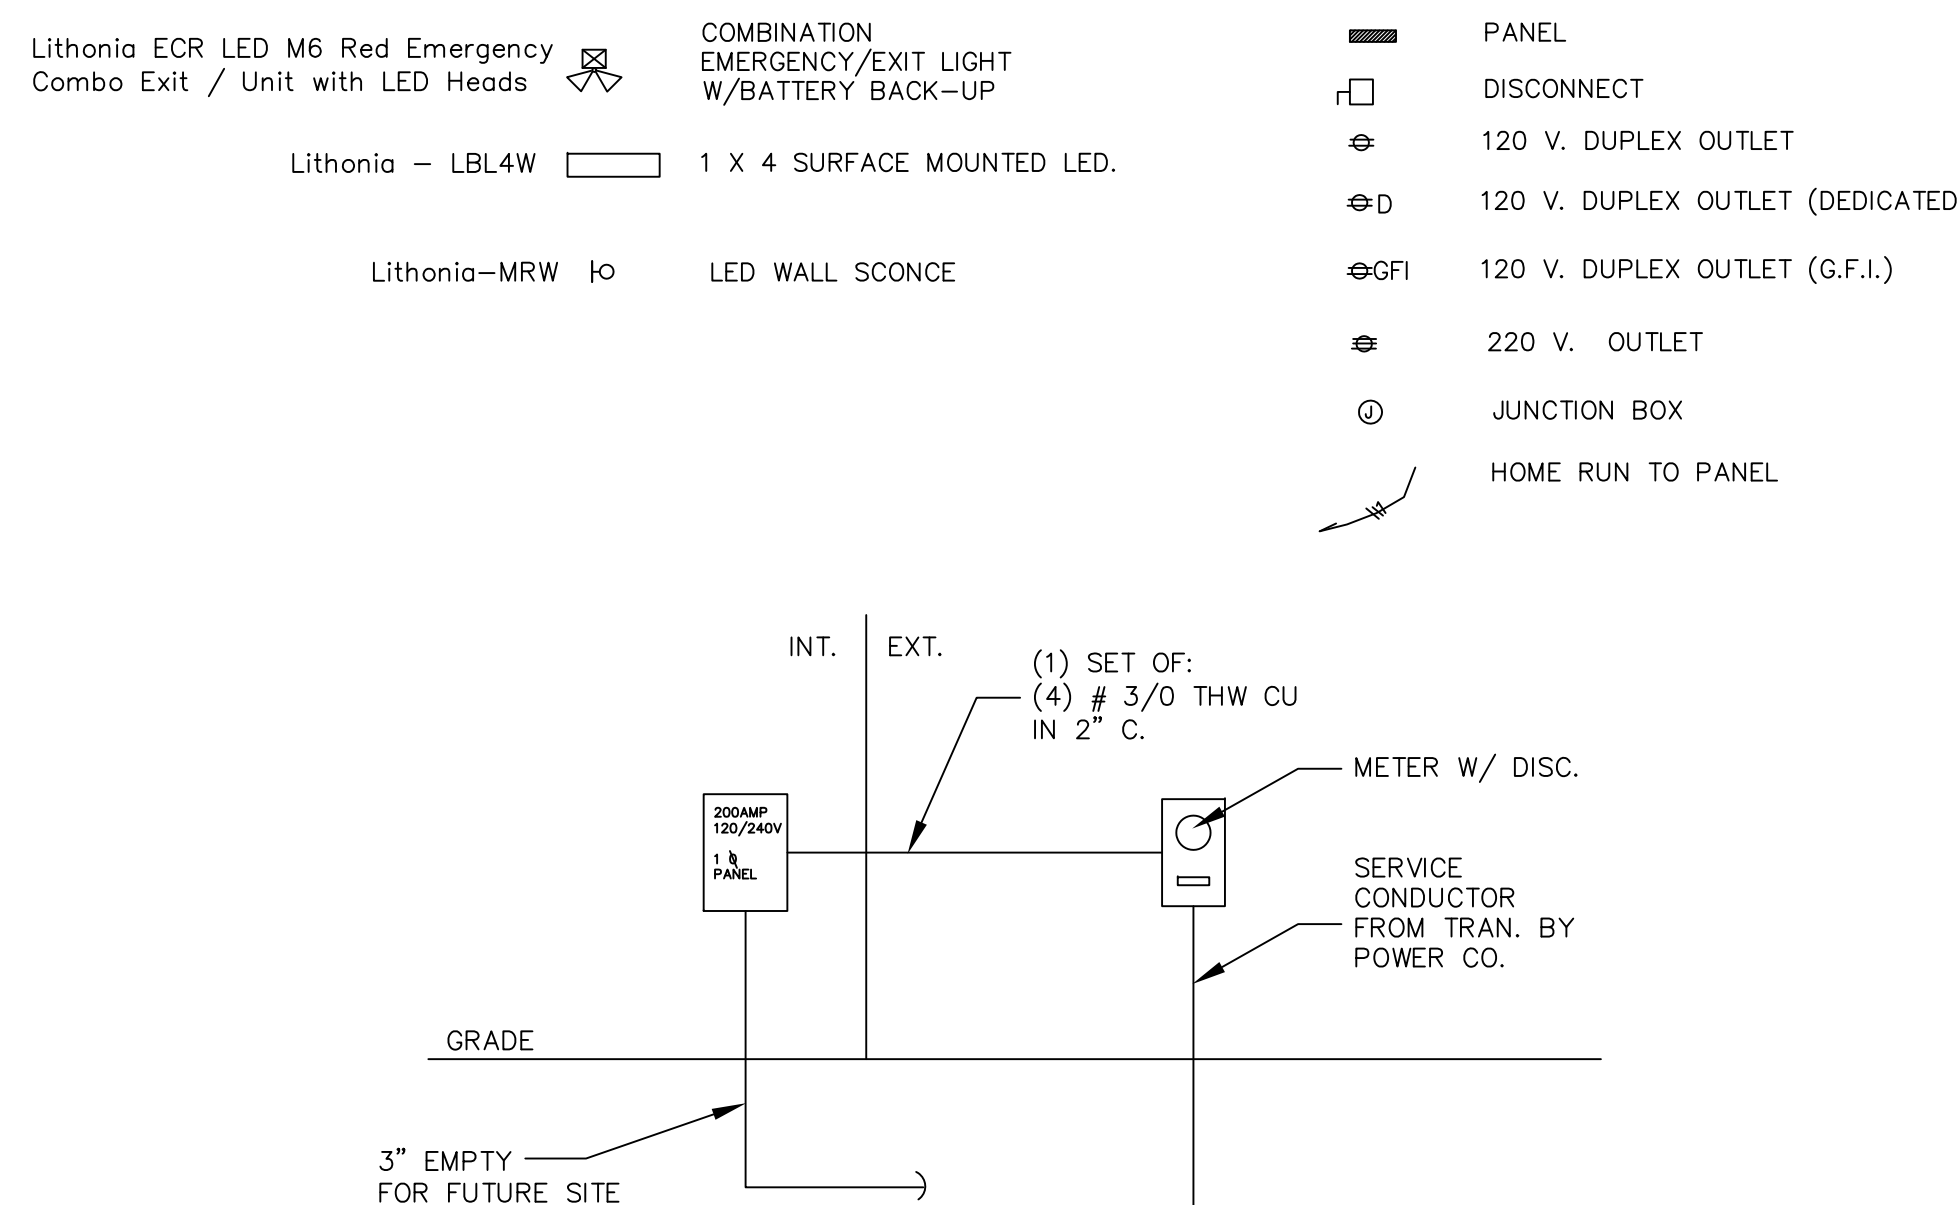 Lithonia ECR LED M6 Red Emergency
Combo Exit / Unit with LED Heads
COMBINATION
EMERGENCY/EXIT LIGHT
W/BATTERY BACK-UP
Lithonia - LBL4W
1 X 4 SURFACE MOUNTED LED.
Lithonia-MRW
LED WALL SCONCE
PANEL
DISCONNECT
120 V. DUPLEX OUTLET
D
120 V. DUPLEX OUTLET (DEDICATED
GFI
120 V. DUPLEX OUTLET (G.F.I.)
220 V. OUTLET
J
JUNCTION BOX
HOME RUN TO PANEL
INT.
EXT.
(1) SET OF:
(4) # 3/0 THW CU
IN 2" C.
METER W/ DISC.
200AMP
120/240V
1 Ø
PANEL
SERVICE
CONDUCTOR
FROM TRAN. BY
POWER CO.
GRADE
3" EMPTY
FOR FUTURE SITE